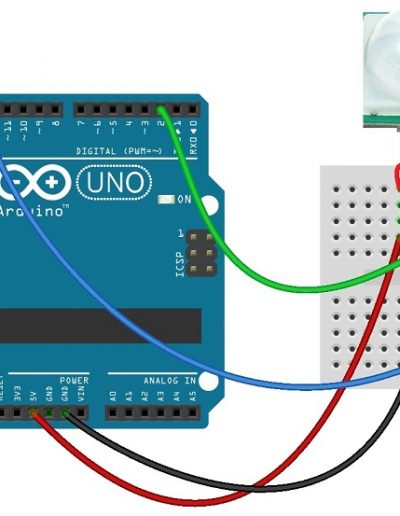 ~11
~10
~9
8
7
~6
~5
4
~3
2
TX▶1
RX◀0
DIGITAL (PWM=~)
UNO
ON
Arduino™
1
ICSP
RESET
3V3
5V
GND
GND
VIN
POWER
ANALOG IN
A0
A1
A2
A3
A4
A5